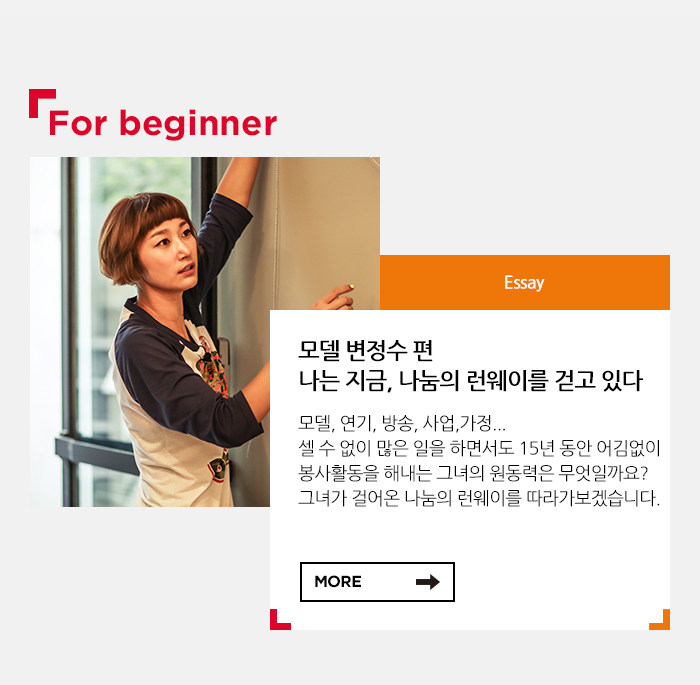 For beginner
Essay
모델 변정수 편
나는 지금, 나눔의 런웨이를 걷고 있다
모델, 연기, 방송, 사업,가정...
셀 수 없이 많은 일을 하면서도 15년 동안 어김없이
봉사활동을 해내는 그녀의 원동력은 무엇일까요?
그녀가 걸어온 나눔의 런웨이를 따라가보겠습니다.
MORE